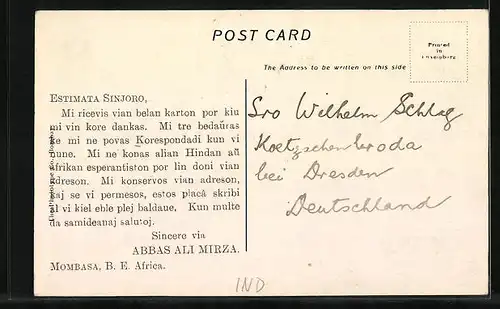 POST CARD
The Address to be written on this side
Printed
in
ESTIMATA SINJORO,
Mi ricevis vian belan karton por kiu
mi vin kore dankas. Mi tre bedaŭras
ke mi ne povas Korespondadi kun vi
nune. Mi ne konas alian Hindan aŭ
Afrikan esperantiston por lin doni vian
adreson. Mi konservos vian adreson,
kaj se vi permesos, estos placâ skribi
al vi kiel eble plej baldaue. Kun multe
da samideanaj salutoj.
Sincere via
ABBAS ALI MIRZA.
MOMBASA, B. E. Africa.
Sro Wilhelm Schlag
Koetzschenbroda
bei Dresden
Deutschland
IND